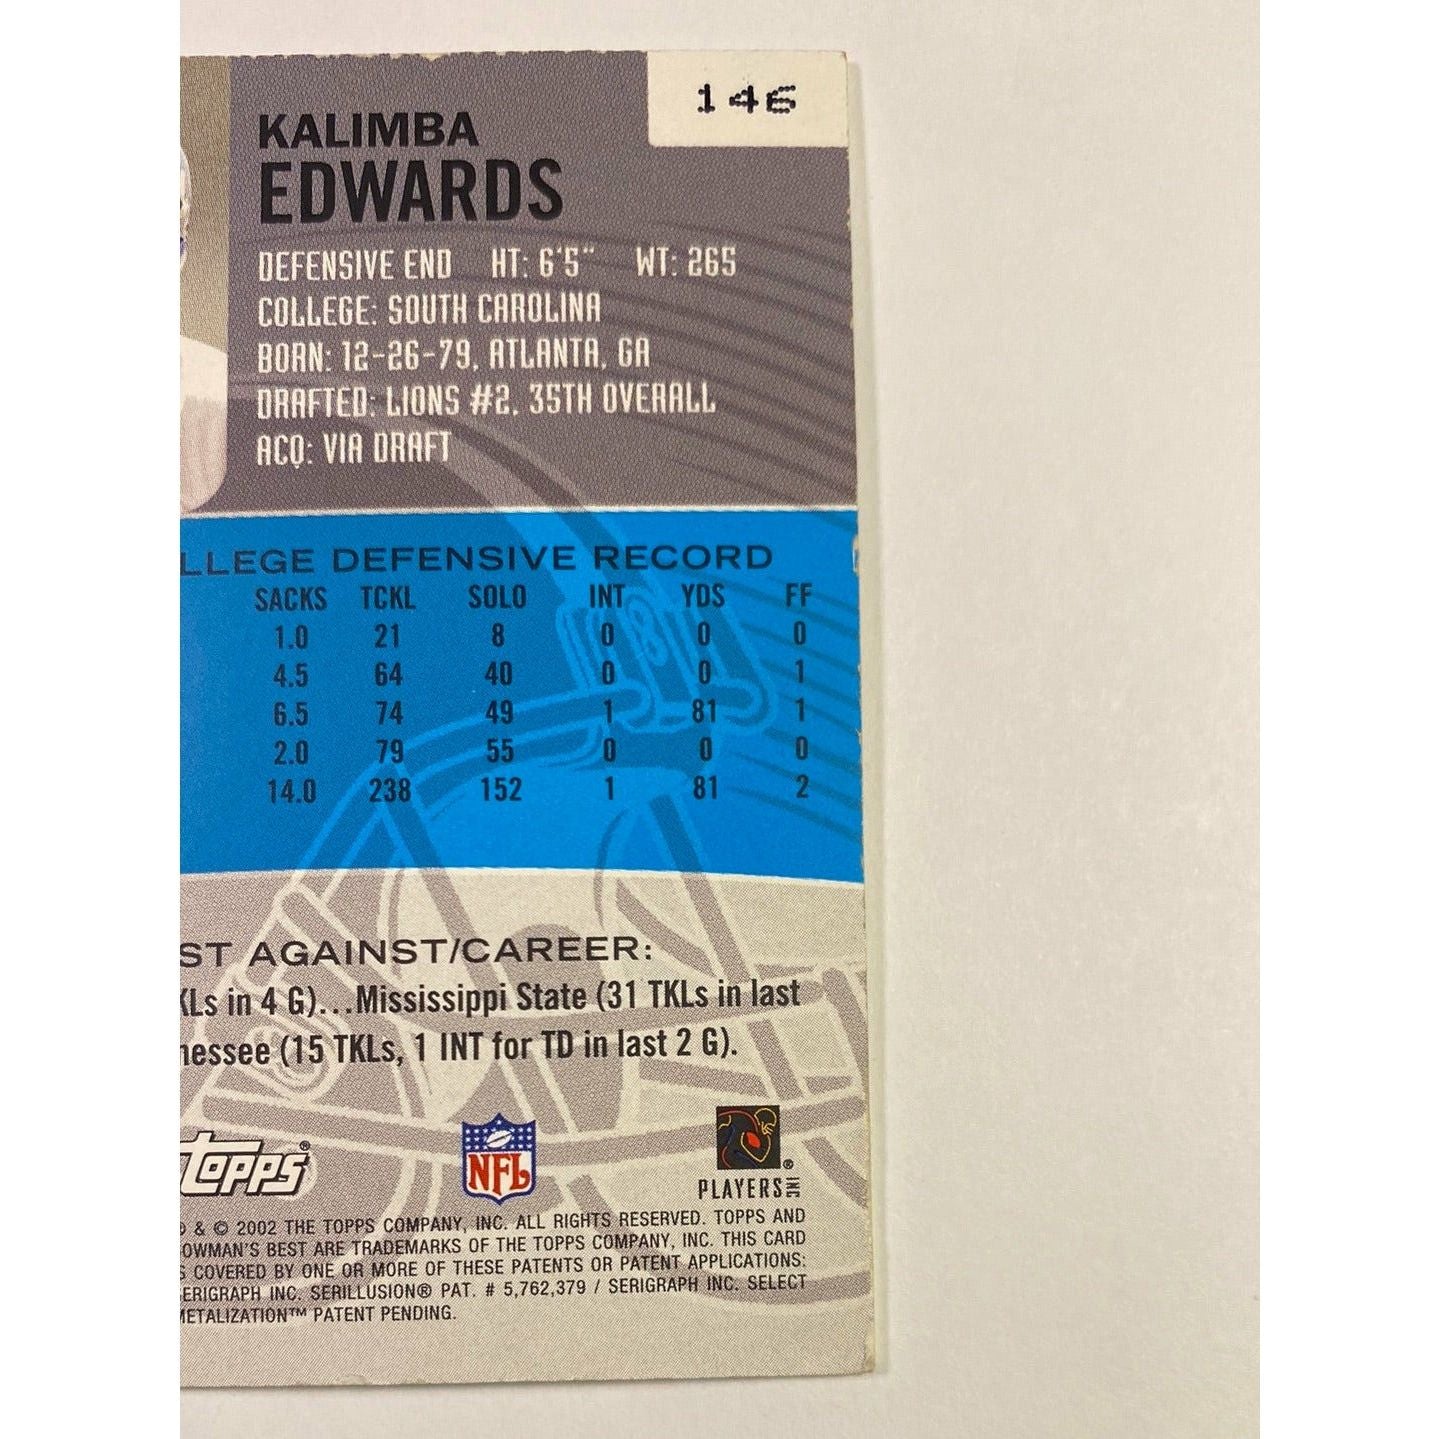 146
KALIMBA
EDWARDS
DEFENSIVE END HT: 6'5" WT: 265
COLLEGE: SOUTH CAROLINA
BORN: 12-26-79, ATLANTA, GA
DRAFTED: LIONS #2, 35TH OVERALL
ACQ: VIA DRAFT
LLEGE DEFENSIVE RECORD
SACKS TCKL SOLO INT YDS FF
1.0 21 8 0 0 0
4.5 64 40 0 0 1
6.5 74 49 1 81 1
2.0 79 55 0 0 0
14.0 238 152 1 81 2
ST AGAINST/CAREER:
KLs in 4 G)...Mississippi State (31 TKLs in last
nessee (15 TKLs, 1 INT for TD in last 2 G).
TOPPS®
NFL
PLAYERS INC ®
® & © 2002 THE TOPPS COMPANY, INC. ALL RIGHTS RESERVED. TOPPS AND
OWMAN'S BEST ARE TRADEMARKS OF THE TOPPS COMPANY, INC. THIS CARD
S COVERED BY ONE OR MORE OF THESE PATENTS OR PATENT APPLICATIONS:
ERIGRAPH INC. SERILLUSION® PAT. # 5,762,379 / SERIGRAPH INC. SELECT
METALIZATION™ PATENT PENDING.